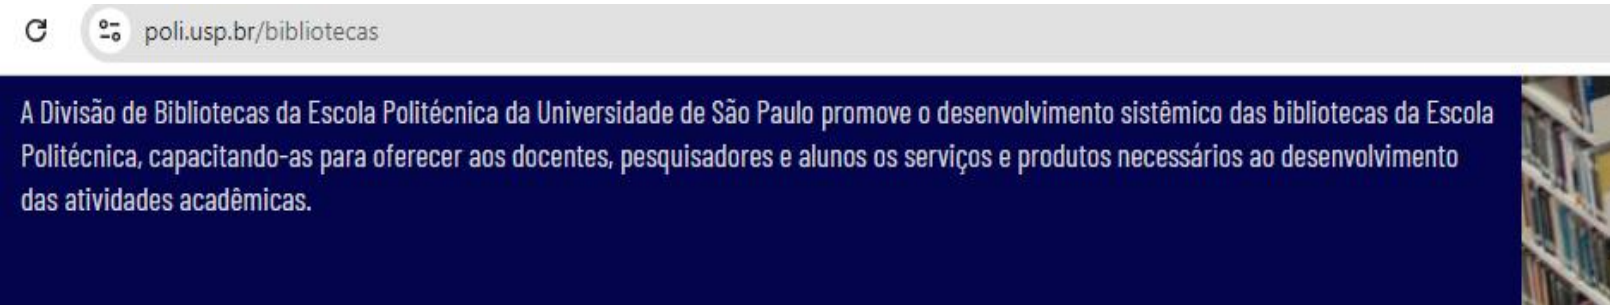 poli.usp.br/bibliotecas
A Divisão de Bibliotecas da Escola Politécnica da Universidade de São Paulo promove o desenvolvimento sistêmico das bibliotecas da Escola
Politécnica, capacitando-as para oferecer aos docentes, pesquisadores e alunos os serviços e produtos necessários ao desenvolvimento
das atividades acadêmicas.